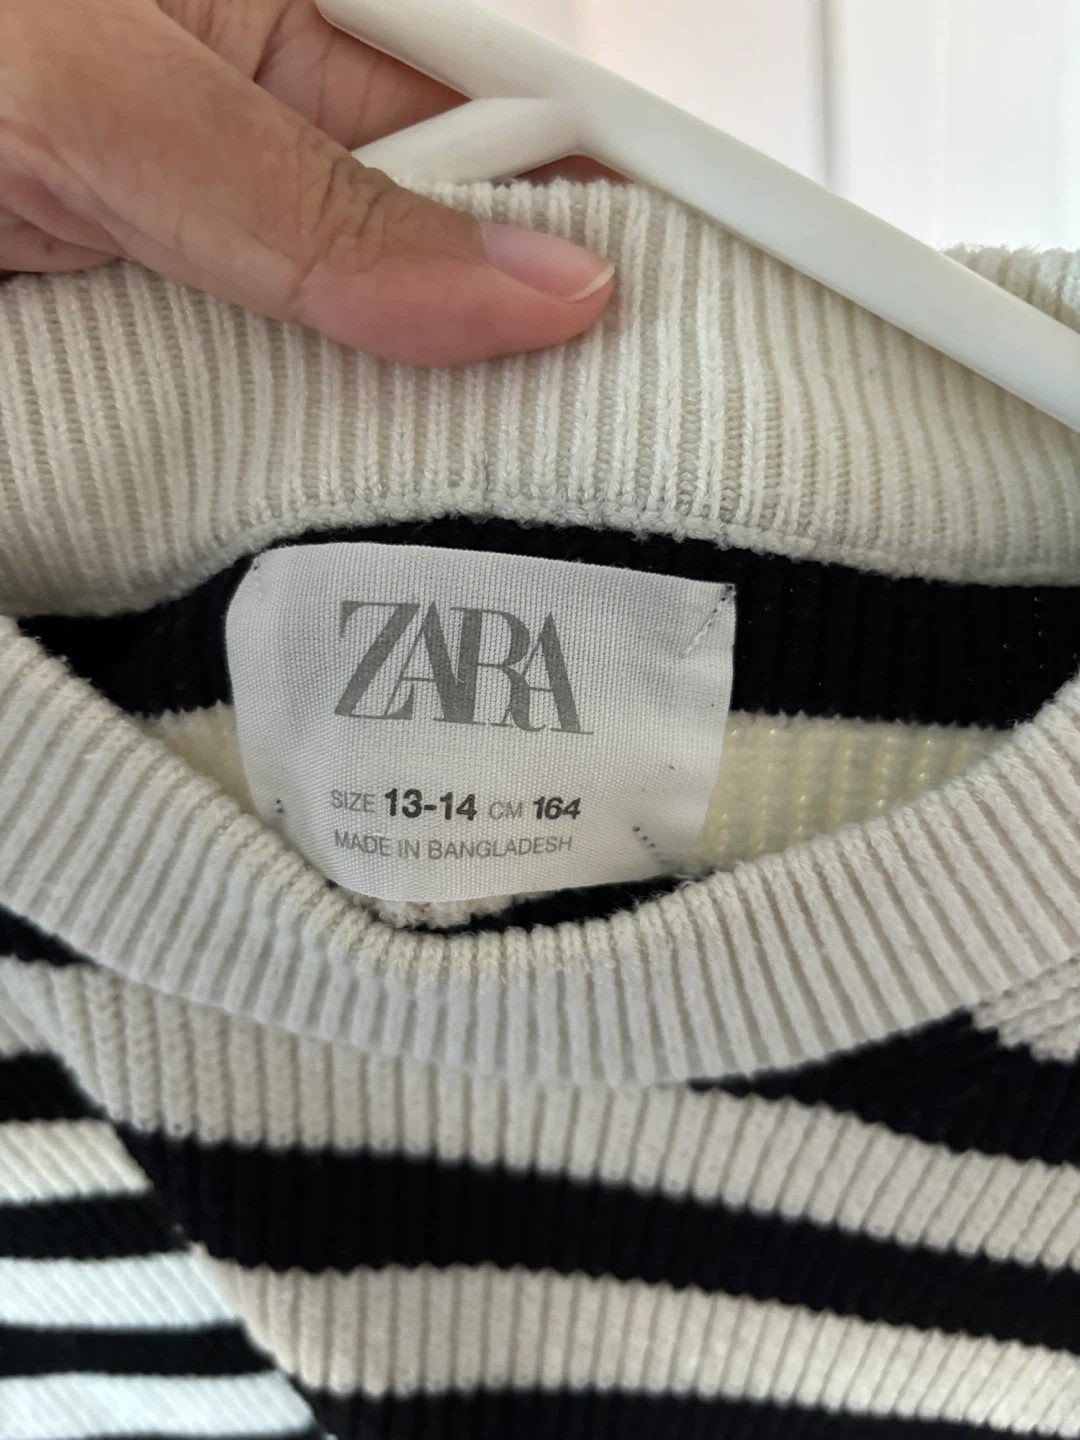 ZARA
SIZE 13-14 CM 164
MADE IN BANGLADESH